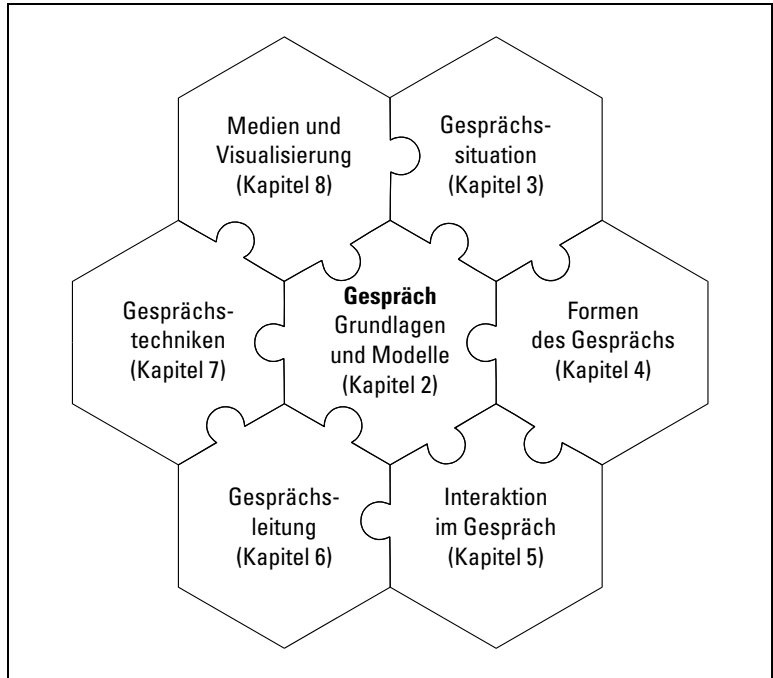 Medien und
Visualisierung
(Kapitel 8)
Gesprächs-
situation
(Kapitel 3)
Gesprächs-
techniken
(Kapitel 7)
Gespräch
Grundlagen
und Modelle
(Kapitel 2)
Formen
des Gesprächs
(Kapitel 4)
Gesprächs-
leitung
(Kapitel 6)
Interaktion
im Gespräch
(Kapitel 5)